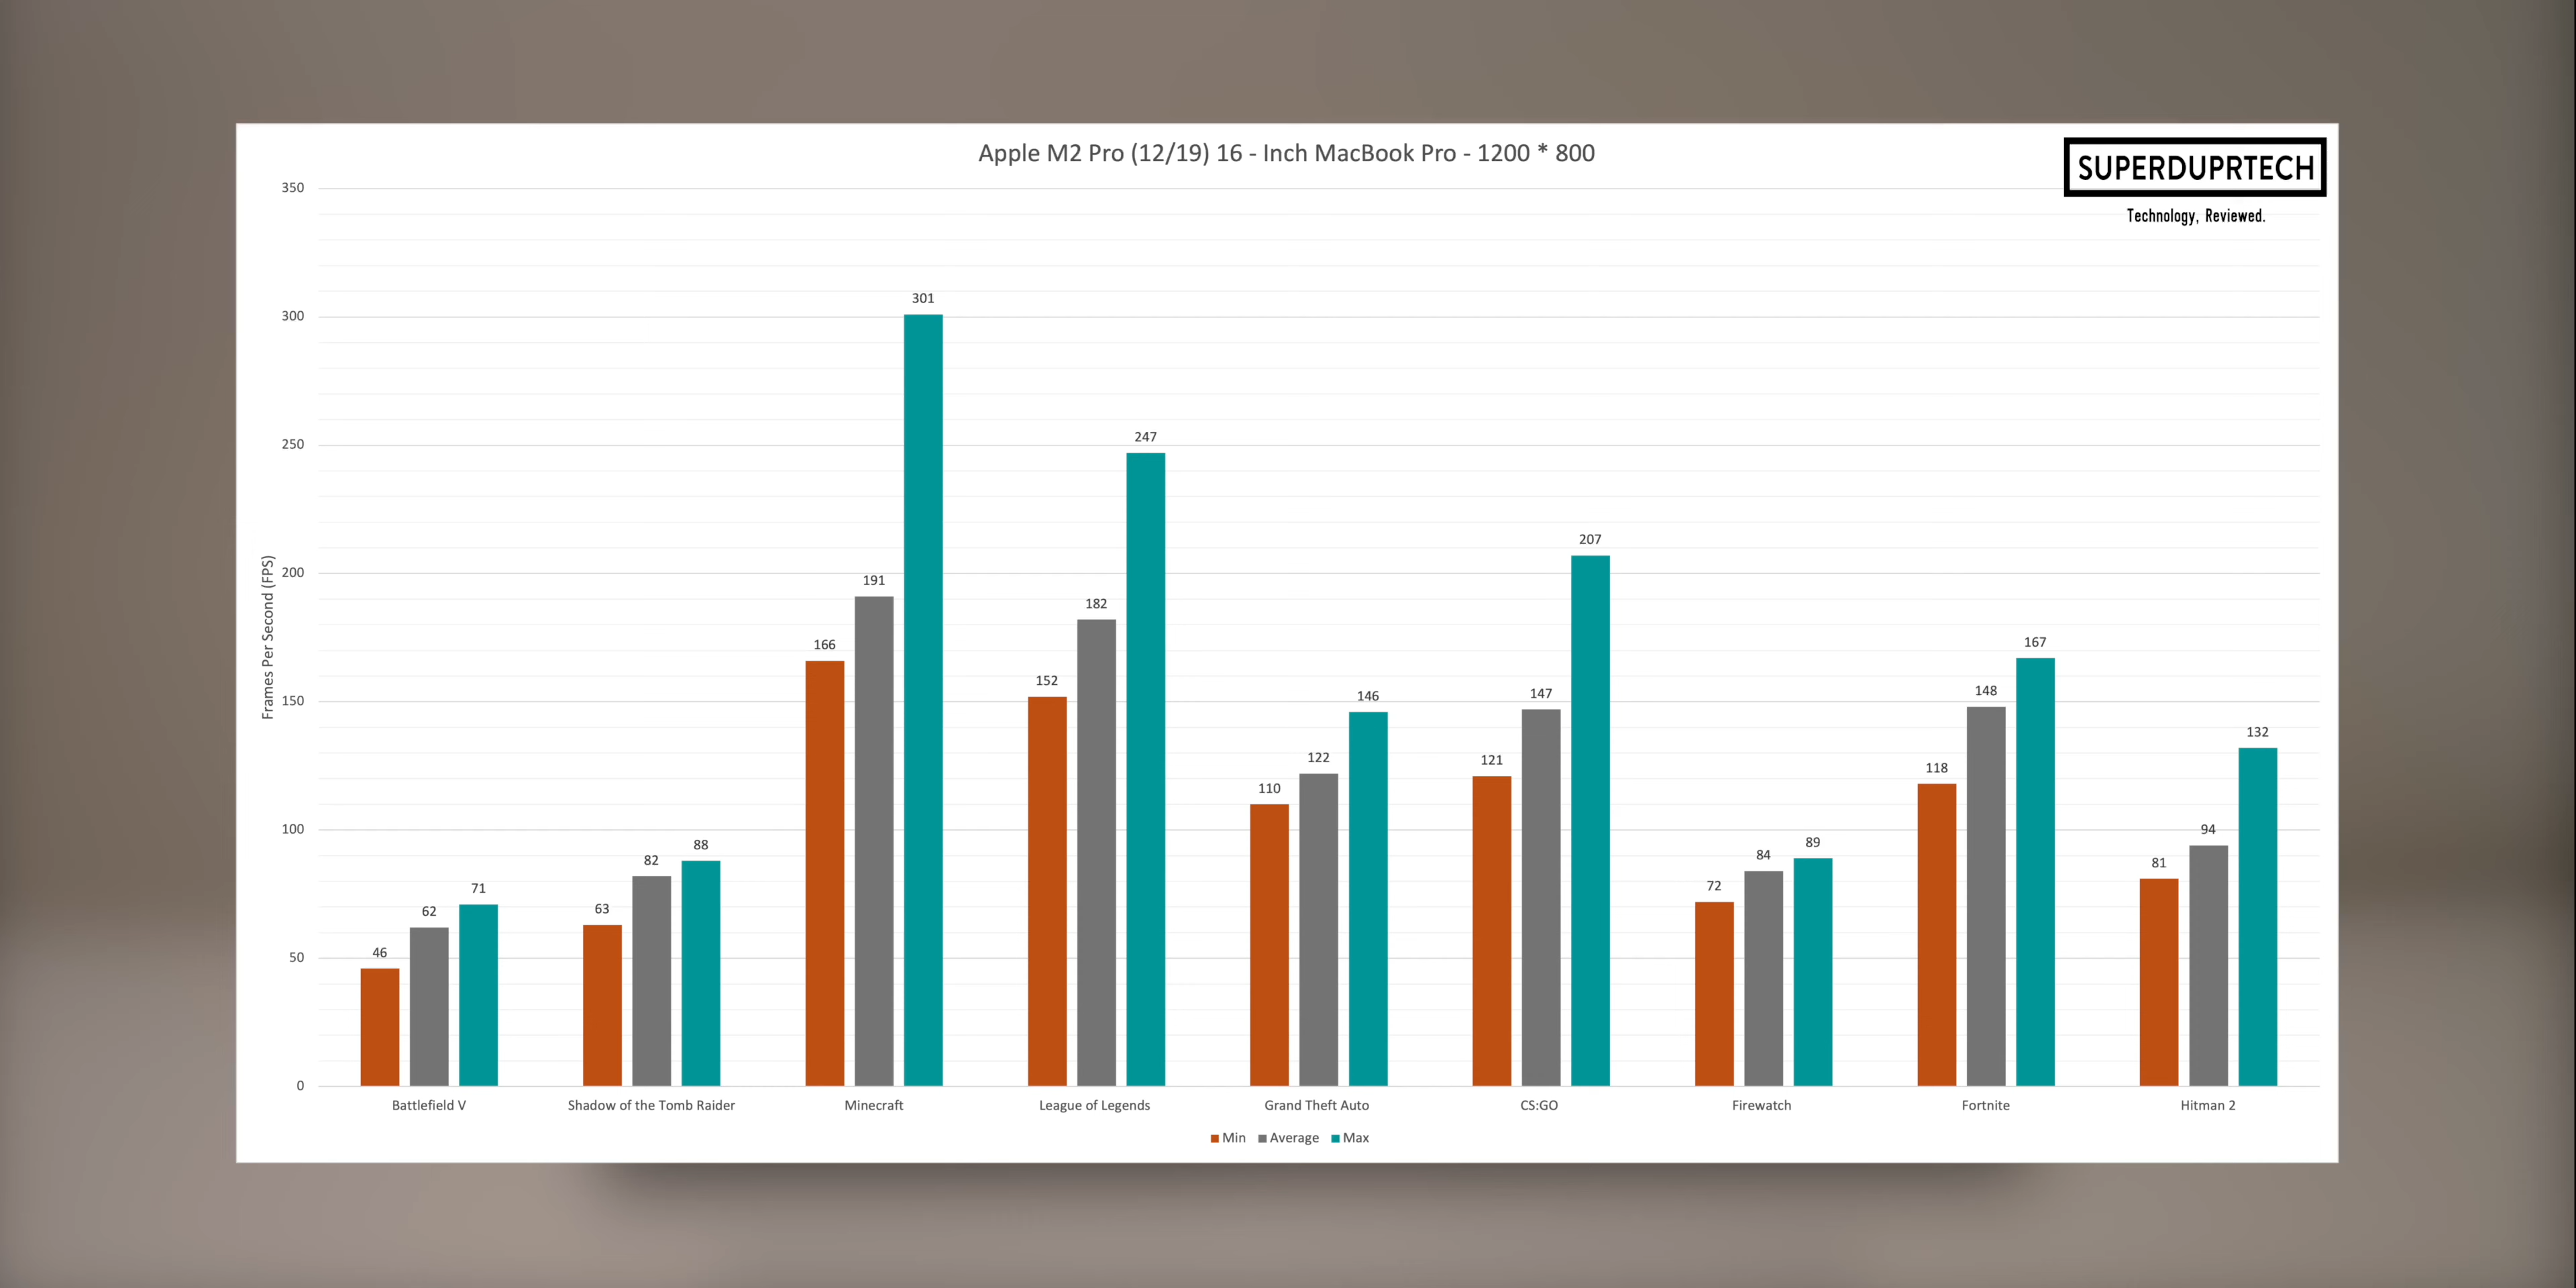 Apple M2 Pro (12/19) 16 - Inch MacBook Pro - 1200 * 800
SUPERDUPRTECH
Technology, Reviewed.
Frames Per Second (FPS)
350
300
250
200
150
100
50
0
46
62
71
63
82
88
166
191
301
152
182
247
110
122
146
121
147
207
72
84
89
118
148
167
81
94
132
Battlefield V
Shadow of the Tomb Raider
Minecraft
League of Legends
Grand Theft Auto
CS:GO
Firewatch
Fortnite
Hitman 2
Min Average Max